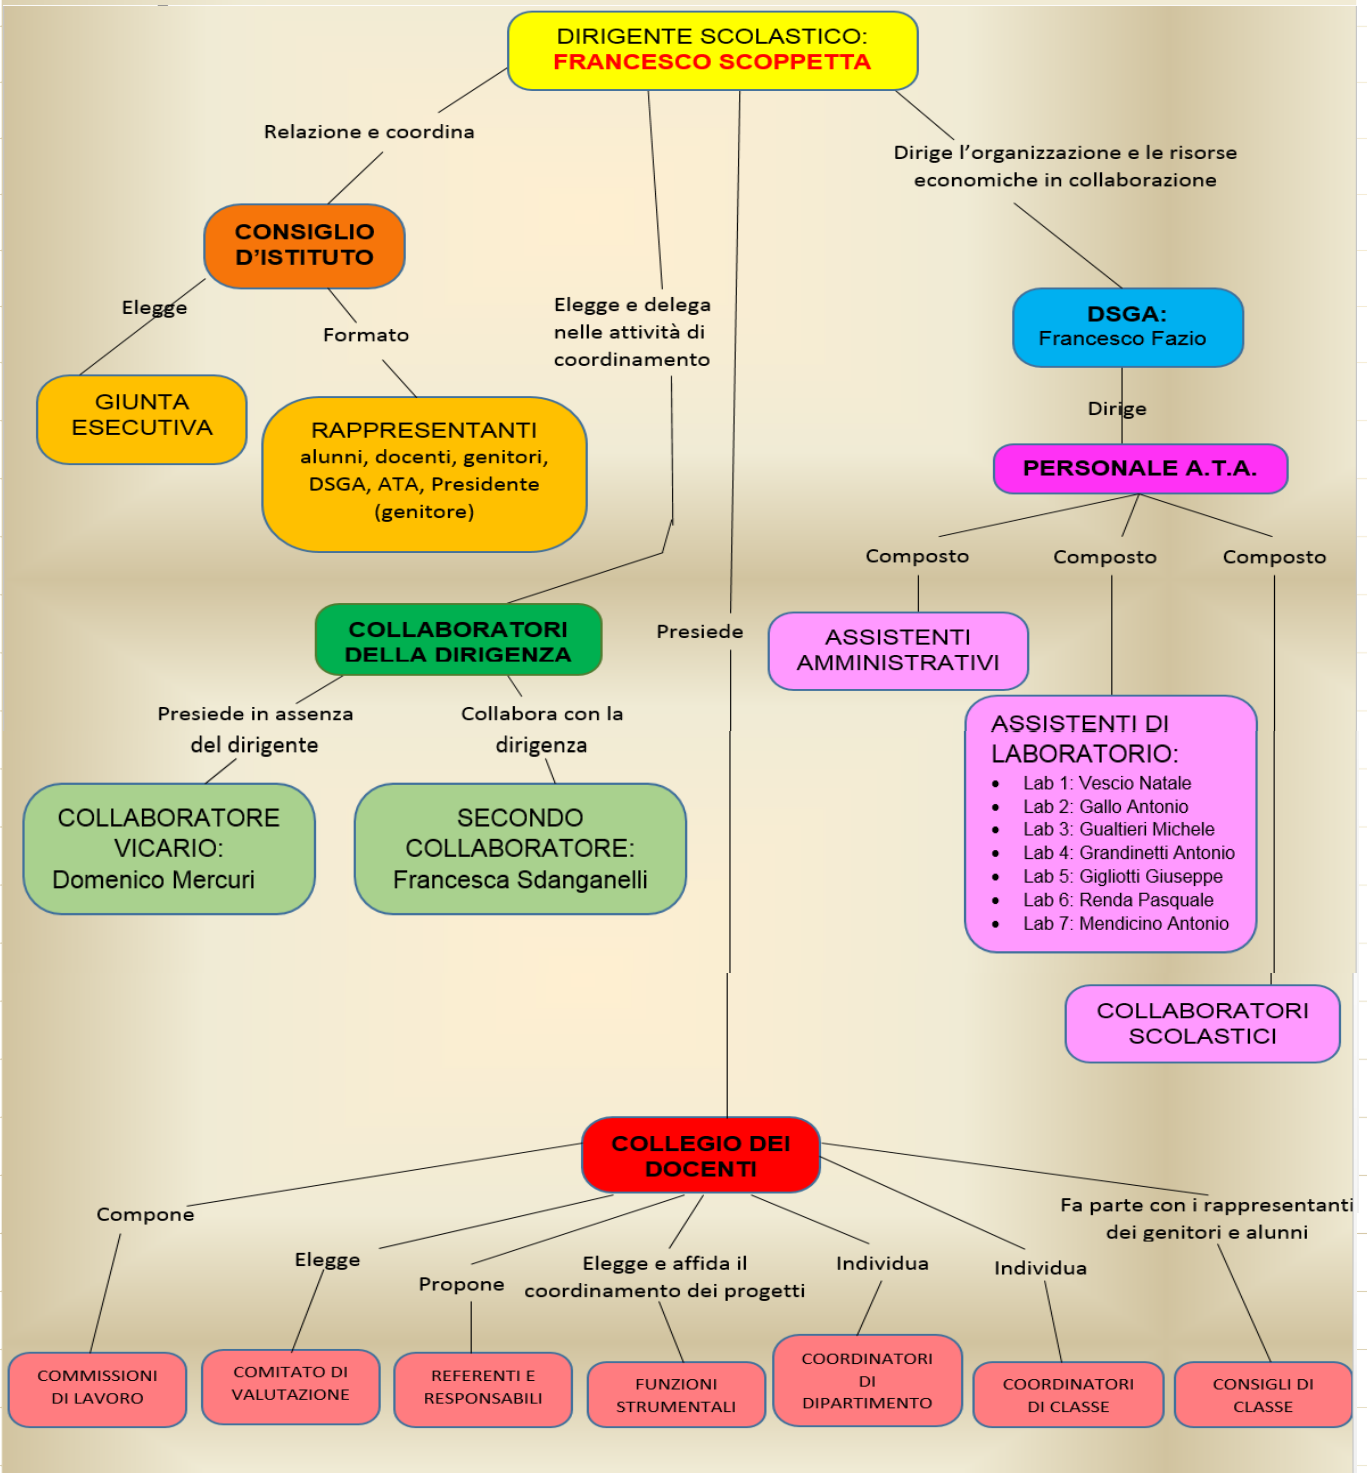 DIRIGENTE SCOLASTICO:
FRANCESCO SCOPPETTA
Relazione e coordina
Dirige l’organizzazione e le risorse
economiche in collaborazione
CONSIGLIO
D’ISTITUTO
Elegge
Formato
Elegge e delega
nelle attività di
coordinamento
DSGA:
Francesco Fazio
Dirige
GIUNTA
ESECUTIVA
RAPPRESENTANTI
alunni, docenti, genitori,
DSGA, ATA, Presidente
(genitore)
PERSONALE A.T.A.
Composto
Composto
Composto
COLLABORATORI
DELLA DIRIGENZA
Presiede
ASSISTENTI
AMMINISTRATIVI
Presiede in assenza
del dirigente
Collabora con la
dirigenza
ASSISTENTI DI
LABORATORIO:
• Lab 1: Vescio Natale
• Lab 2: Gallo Antonio
• Lab 3: Gualtieri Michele
• Lab 4: Grandinetti Antonio
• Lab 5: Gigliotti Giuseppe
• Lab 6: Renda Pasquale
• Lab 7: Mendicino Antonio
COLLABORATORE
VICARIO:
Domenico Mercuri
SECONDO
COLLABORATORE:
Francesca Sdanganelli
COLLABORATORI
SCOLASTICI
COLLEGIO DEI
DOCENTI
Compone
Elegge
Propone
Elegge e affida il
coordinamento dei progetti
Individua
Individua
Fa parte con i rappresentanti
dei genitori e alunni
COMMISSIONI
DI LAVORO
COMITATO DI
VALUTAZIONE
REFERENTI E
RESPONSABILI
FUNZIONI
STRUMENTALI
COORDINATORI
DI
DIPARTIMENTO
COORDINATORI
DI CLASSE
CONSIGLI DI
CLASSE